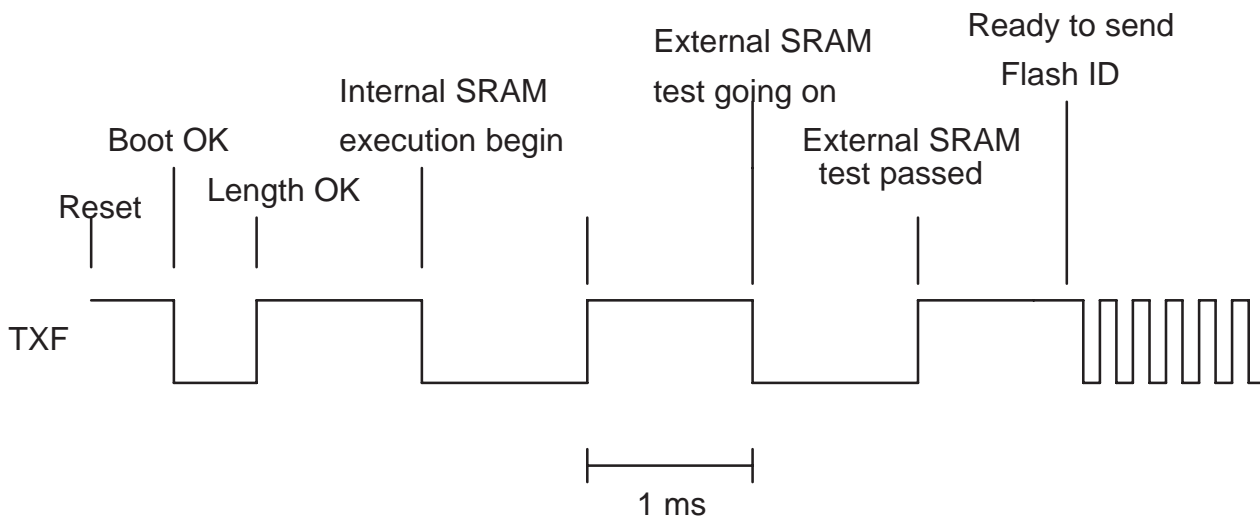 Reset
Boot OK
Length OK
Internal SRAM
execution begin
External SRAM
test going on
External SRAM
test passed
Ready to send
Flash ID
TXF
1 ms